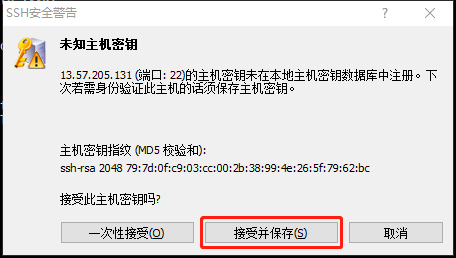 SSH安全警告
未知主机密钥
13.57.205.131 (端口: 22)的主机密钥未在本地主机密钥数据库中注册。下
次若需身份验证此主机的话须保存主机密钥。
主机密钥指纹 (MD5 校验和):
ssh-rsa 2048 79:7d:0f:c9:03:cc:00:2b:38:99:4e:26:5f:79:62:bc
接受此主机密钥吗?
一次性接受(O) 接受并保存(S) 取消